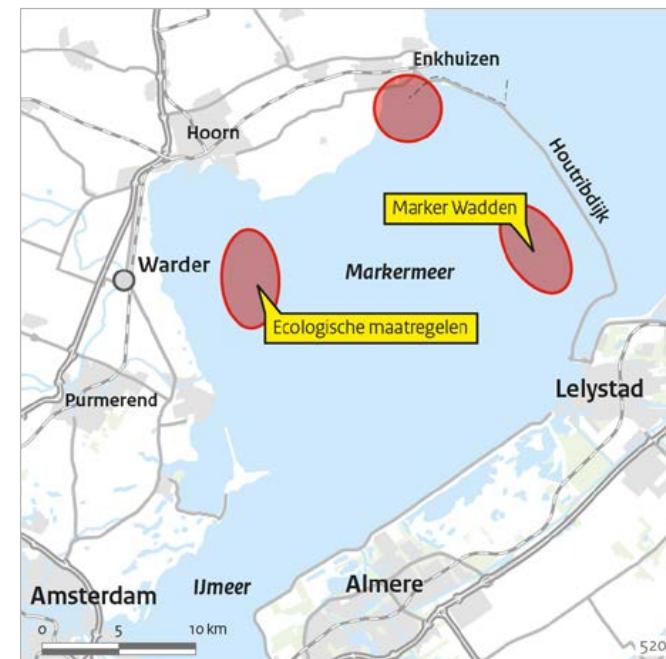 Enkhuizen
Hoorn
Houtribdijk
Marker Wadden
Warder
Markermeer
Ecologische maatregelen
Lelystad
Purmerend
IJmeer
Almere
Amsterdam
0 5 10 km
520